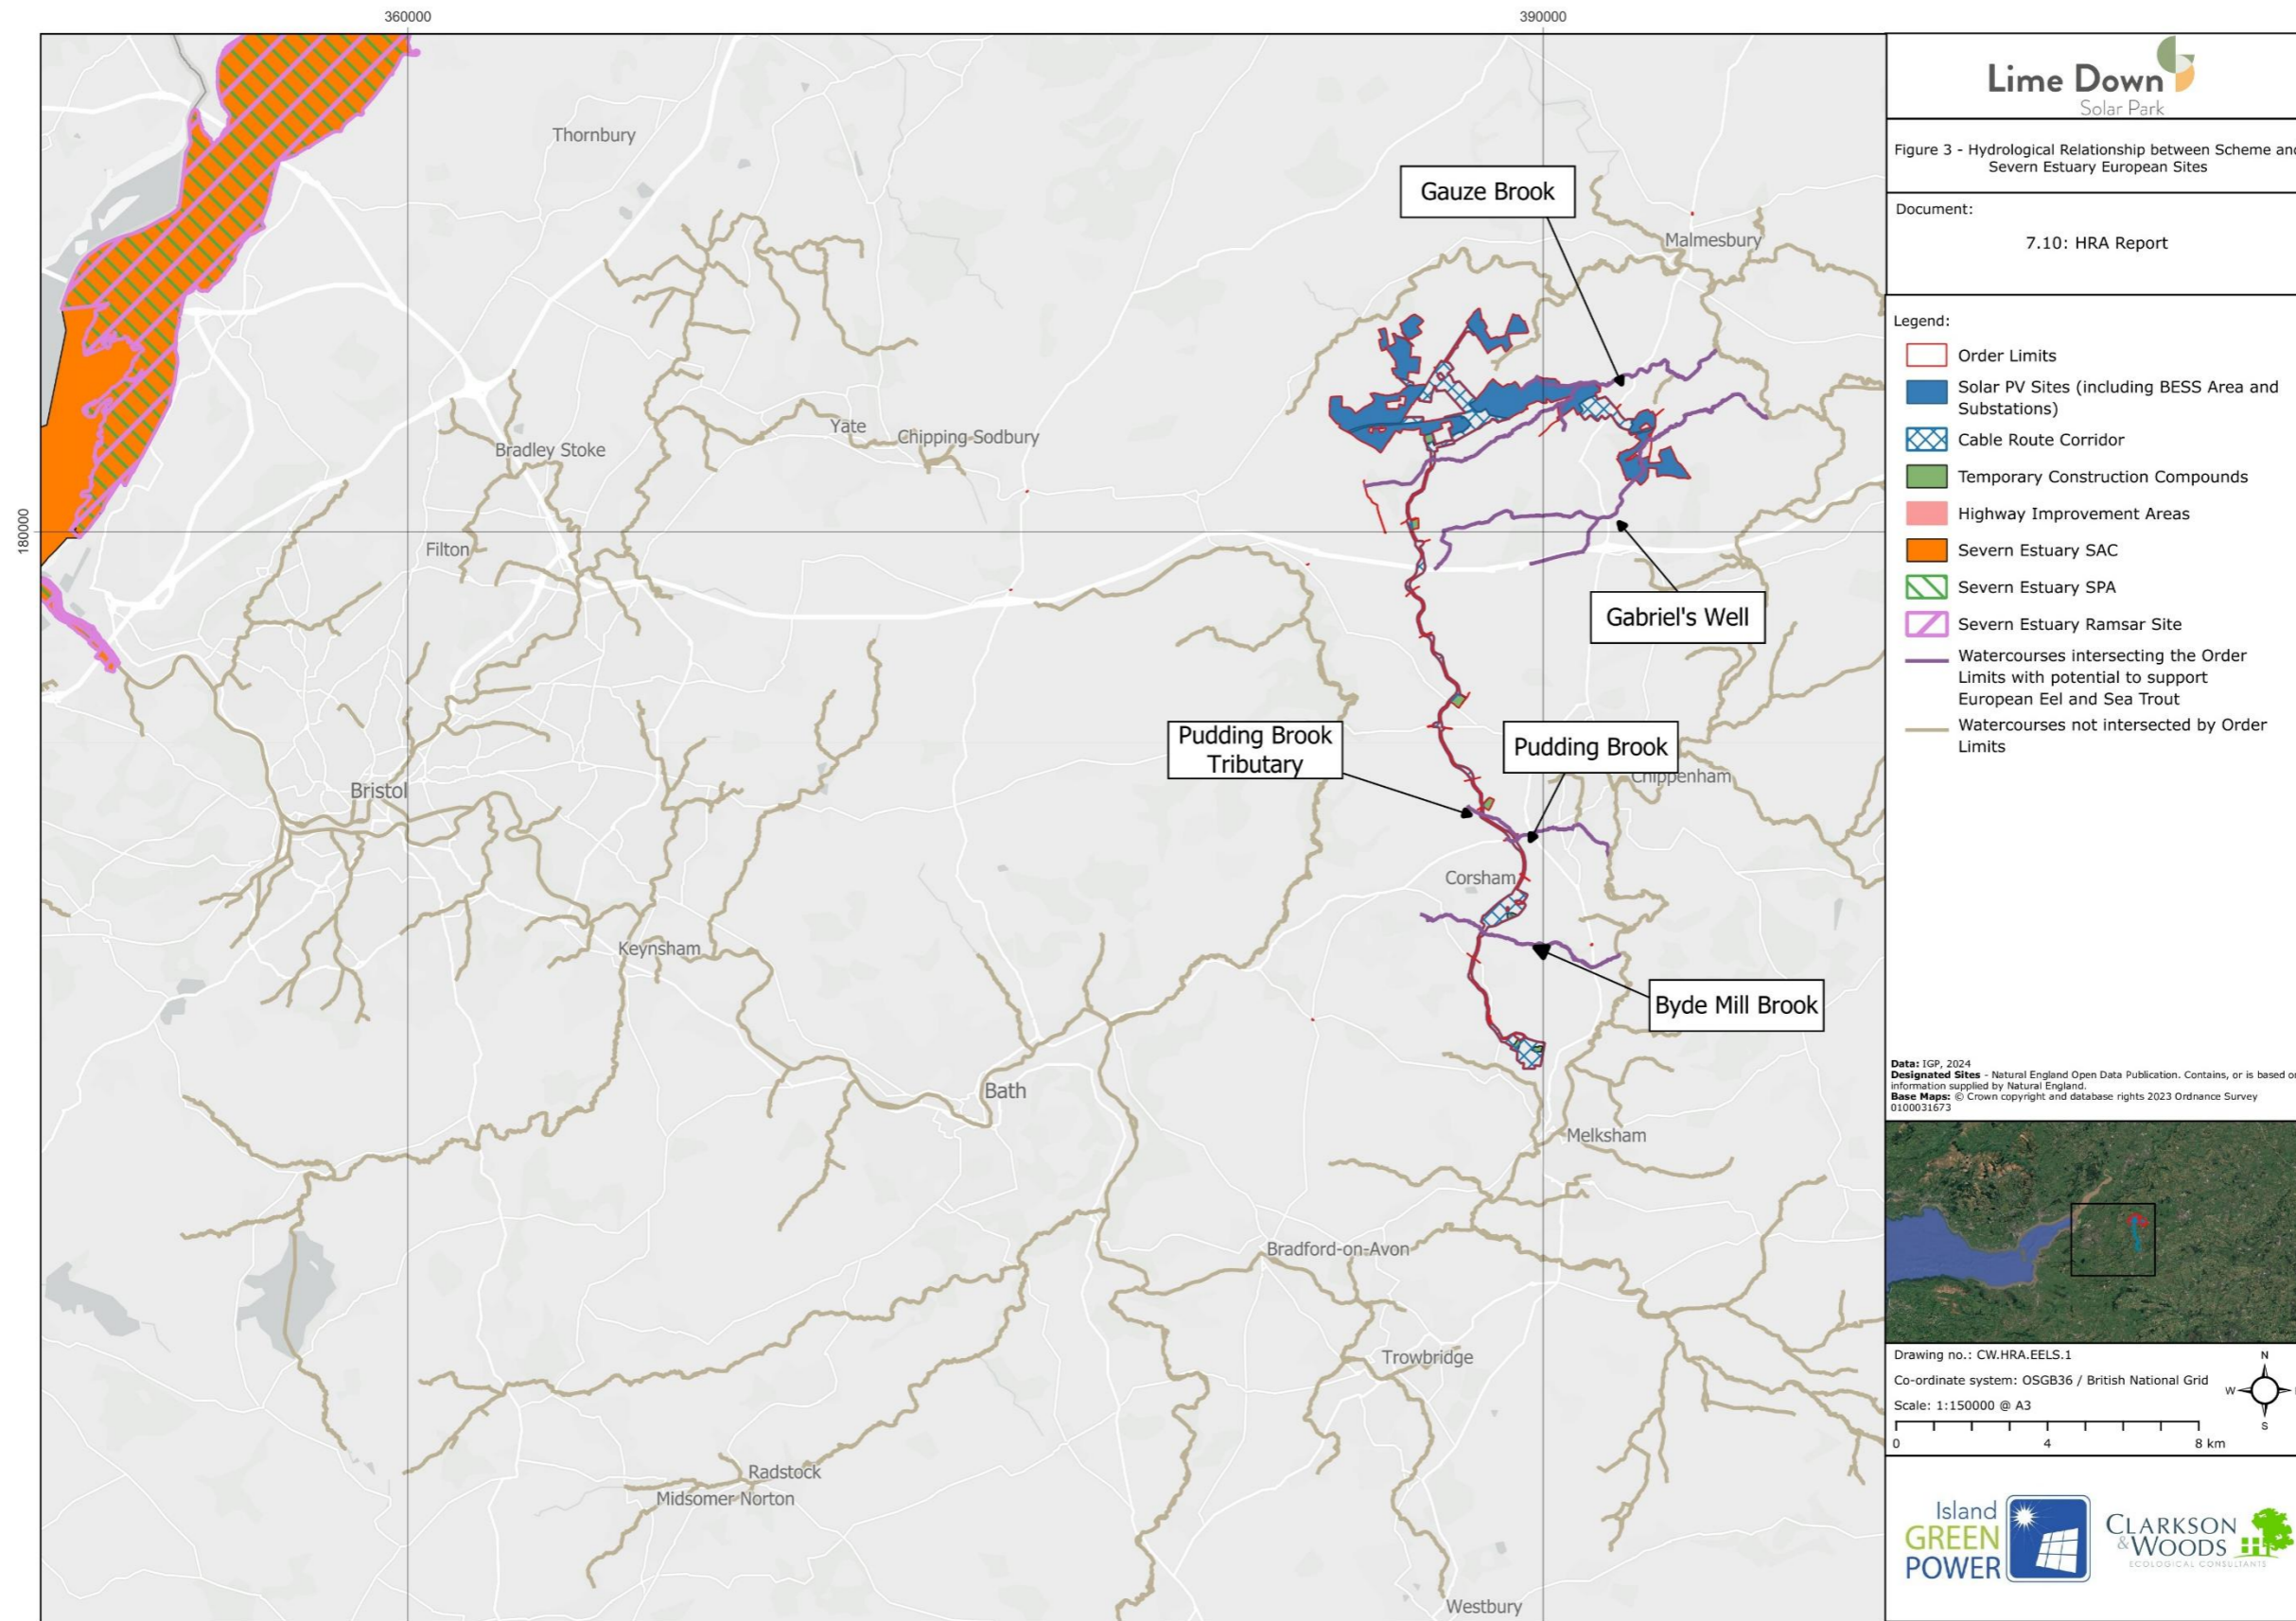 360000
390000
180000
Thornbury
Gauze Brook
Malmesbury
Yate
Chipping Sodbury
Bradley Stoke
Filton
Gabriel's Well
Pudding Brook
Tributary
Pudding Brook
Chippenham
Bristol
Corsham
Keynsham
Byde Mill Brook
Bath
Melksham
Bradford-on-Avon
Trowbridge
Radstock
Midsomer Norton
Westbury
Lime Down
Solar Park
Figure 3 - Hydrological Relationship between Scheme and
Severn Estuary European Sites
Document:
7.10: HRA Report
Legend:
Order Limits
Solar PV Sites (including BESS Area and
Substations)
Cable Route Corridor
Temporary Construction Compounds
Highway Improvement Areas
Severn Estuary SAC
Severn Estuary SPA
Severn Estuary Ramsar Site
Watercourses intersecting the Order
Limits with potential to support
European Eel and Sea Trout
Watercourses not intersected by Order
Limits
Data: IGP, 2024
Designated Sites - Natural England Open Data Publication. Contains, or is based on
information supplied by Natural England.
Base Maps: © Crown copyright and database rights 2023 Ordnance Survey
0100031673
Drawing no.: CW.HRA.EELS.1
Co-ordinate system: OSGB36 / British National Grid
Scale: 1:150000 @ A3
0 4 8 km
N
W
S
Island
GREEN
POWER
CLARKSON
&WOODS
ECOLOGICAL CONSULTANTS